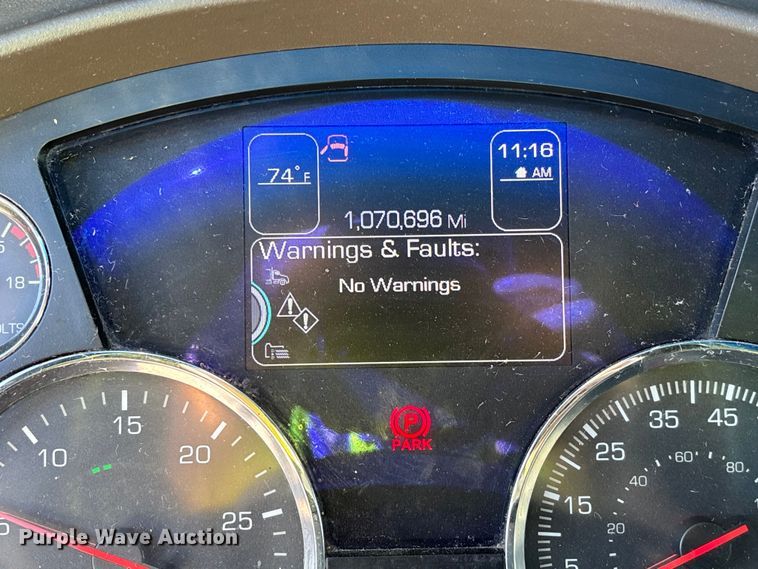 74°F
11:16
AM
1,070,696 Mi
Warnings & Faults:
No Warnings
P
PARK
18
10
15
20
25
5
15
25
35
45
20
40
60
80
Purple Wave Auction